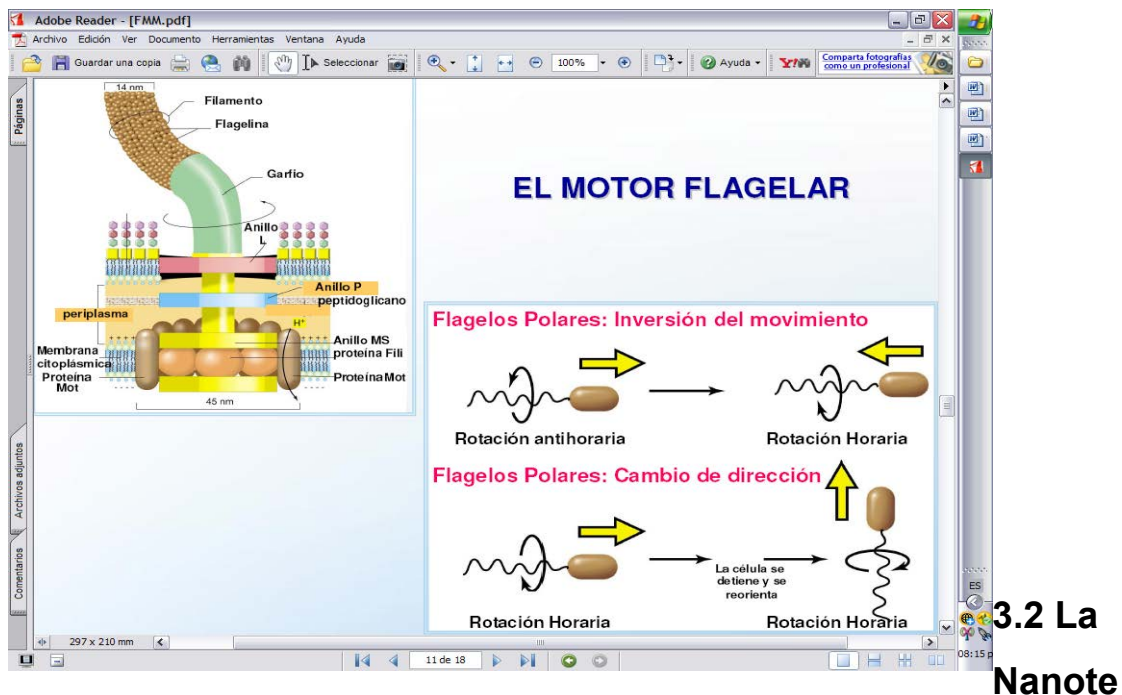 Adobe Reader - [FMM.pdf]
Archivo Edición Ver Documento Herramientas Ventana Ayuda
Guardar una copia
Seleccionar
100%
Ayuda
Y!
Comparta fotografías
como un profesional
Páginas
Archivos adjuntos
Comentarios
14 nm
Filamento
Flagelina
Garfio
Anillo
L
Anillo P
peptidoglicano
periplasma
H+
Anillo MS
proteína Fili
Membrana
citoplásmica
Proteína
Mot
Proteína Mot
45 nm
EL MOTOR FLAGELAR
Flagelos Polares: Inversión del movimiento
Rotación antihoraria
Rotación Horaria
Flagelos Polares: Cambio de dirección
La célula se
detiene y se
reorienta
Rotación Horaria
Rotación Horaria
297 x 210 mm
11 de 18
ES
08:15 p
3.2 La
Nanote